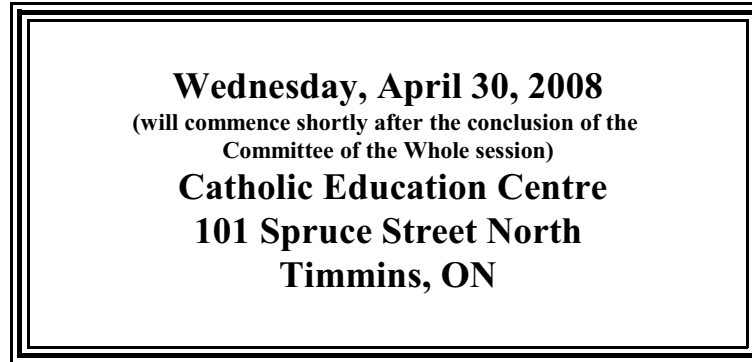 Wednesday, April 30, 2008
(will commence shortly after the conclusion of the
Committee of the Whole session)
Catholic Education Centre
101 Spruce Street North
Timmins, ON